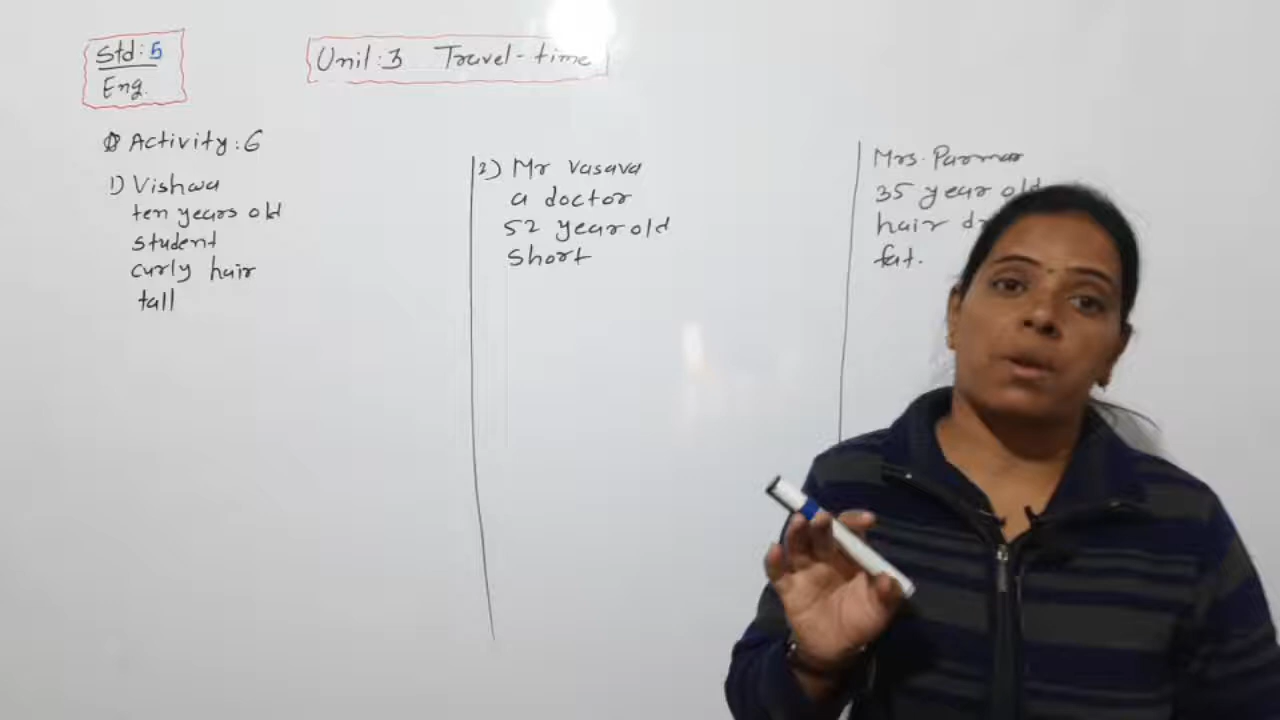 Std: 5
Eng.
Unit: 3 Travel-time
Activity: 6
1) Vishwa
ten years old
student
curly hair
tall
2) Mr Vasava
a doctor
52 year old
short
Mrs. Parmar
35 year old
hair
fat.